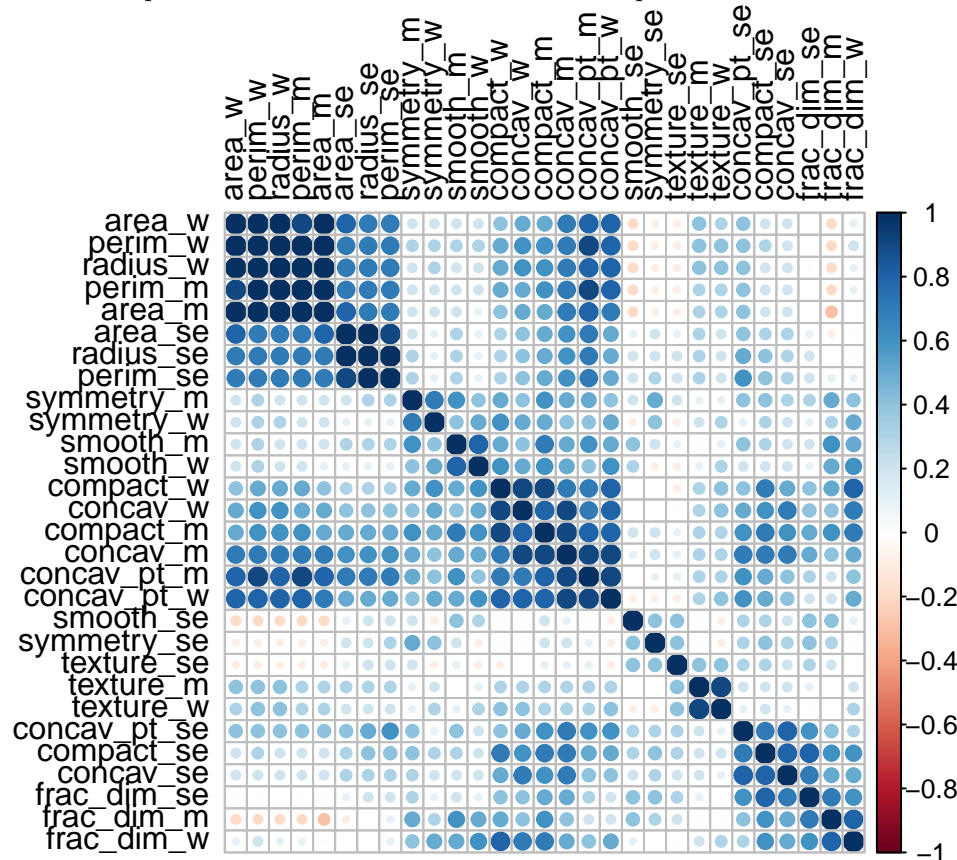 area_w
perim_w
radius_w
perim_m
area_m
area_se
radius_se
perim_se
symmetry_m
symmetry_w
smooth_m
smooth_w
compact_w
concav_w
compact_m
concav_m
concav_pt_m
concav_pt_w
smooth_se
symmetry_se
texture_se
texture_m
texture_w
concav_pt_se
compact_se
concav_se
frac_dim_se
frac_dim_m
frac_dim_w
area_w
perim_w
radius_w
perim_m
area_m
area_se
radius_se
perim_se
symmetry_m
symmetry_w
smooth_m
smooth_w
compact_w
concav_w
compact_m
concav_m
concav_pt_m
concav_pt_w
smooth_se
symmetry_se
texture_se
texture_m
texture_w
concav_pt_se
compact_se
concav_se
frac_dim_se
frac_dim_m
frac_dim_w
1
0.8
0.6
0.4
0.2
0
−0.2
−0.4
−0.6
−0.8
−1